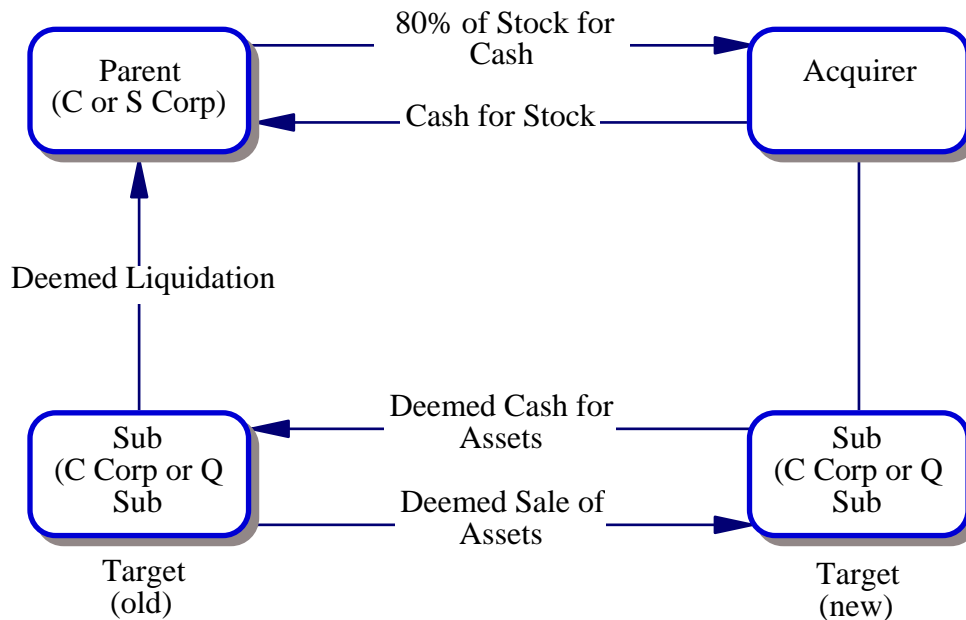 80% of Stock for
Cash
Parent
(C or S Corp)
Acquirer
Cash for Stock
Deemed Liquidation
Deemed Cash for
Assets
Sub
(C Corp or Q
Sub
Sub
(C Corp or Q
Sub
Deemed Sale of
Assets
Target
(old)
Target
(new)